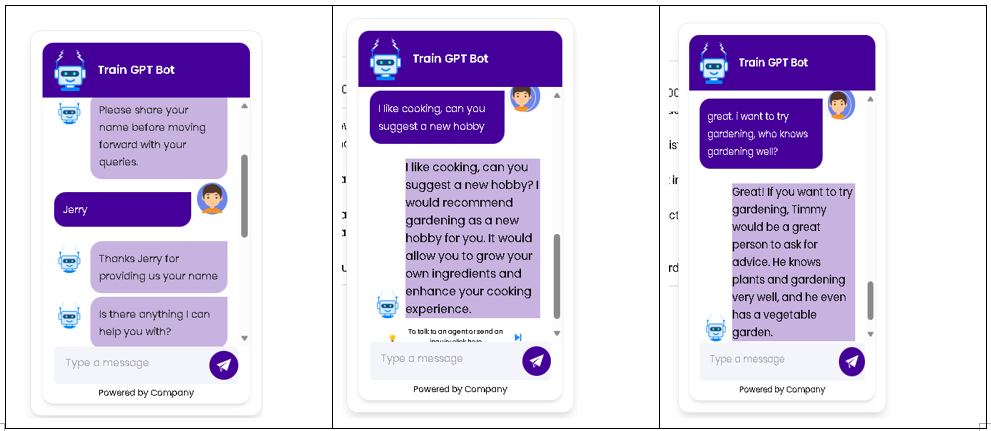 Train GPT Bot
Please share your
name before moving
forward with your
queries.
Jerry
Thanks Jerry for
providing us your name
Is there anything I can
help you with?
Type a message
Powered by Company
Train GPT Bot
I like cooking, can you
suggest a new hobby
I like cooking, can you
suggest a new hobby? I
would recommend
gardening as a new
hobby for you. It would
allow you to grow your
own ingredients and
enhance your cooking
experience.
To talk to an agent or send an
inquiry click here
Type a message
Powered by Company
Train GPT Bot
great. i want to try
gardening, who knows
gardening well?
Great! If you want to try
gardening, Timmy
would be a great
person to ask for
advice. He knows
plants and gardening
very well, and he even
has a vegetable
garden.
Type a message
Powered by Company